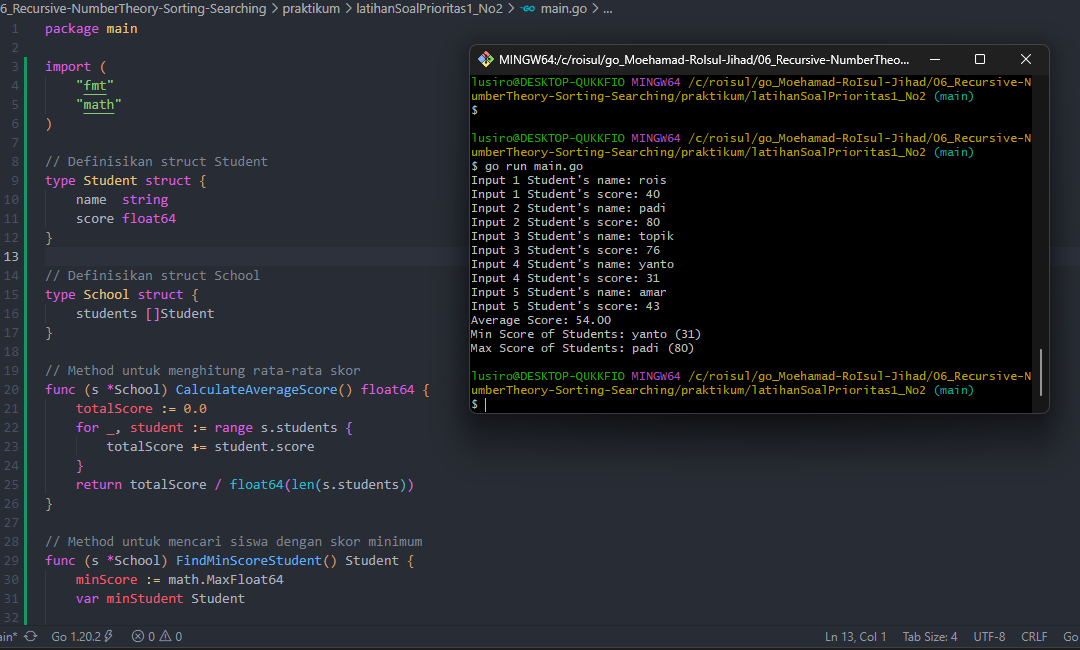 6_Recursive-NumberTheory-Sorting-Searching > praktikum > latihanSoalPrioritas1_No2 > GO main.go > ...
1 package main
2
3 import (
4 "fmt"
5 "math"
6 )
7
8 // Definisikan struct Student
9 type Student struct {
10 name string
11 score float64
12 }
13
14 // Definisikan struct School
15 type School struct {
16 students []Student
17 }
18
19 // Method untuk menghitung rata-rata skor
20 func (s *School) CalculateAverageScore() float64 {
21 totalScore := 0.0
22 for _, student := range s.students {
23 totalScore += student.score
24 }
25 return totalScore / float64(len(s.students))
26 }
27
28 // Method untuk mencari siswa dengan skor minimum
29 func (s *School) FindMinScoreStudent() Student {
30 minScore := math.MaxFloat64
31 var minStudent Student
32
MINGW64:/c/roisul/go_Moehamad-RoIsul-Jihad/06_Recursive-NumberTheo...
lusiro@DESKTOP-QUKKFIO MINGW64 /c/roisul/go_Moehamad-RoIsul-Jihad/06_Recursive-N
umberTheory-Sorting-Searching/praktikum/latihanSoalPrioritas1_No2 (main)
$
lusiro@DESKTOP-QUKKFIO MINGW64 /c/roisul/go_Moehamad-RoIsul-Jihad/06_Recursive-N
umberTheory-Sorting-Searching/praktikum/latihanSoalPrioritas1_No2 (main)
$ go run main.go
Input 1 Student's name: rois
Input 1 Student's score: 40
Input 2 Student's name: padi
Input 2 Student's score: 80
Input 3 Student's name: topik
Input 3 Student's score: 76
Input 4 Student's name: yanto
Input 4 Student's score: 31
Input 5 Student's name: amar
Input 5 Student's score: 43
Average Score: 54.00
Min Score of Students: yanto (31)
Max Score of Students: padi (80)
lusiro@DESKTOP-QUKKFIO MINGW64 /c/roisul/go_Moehamad-RoIsul-Jihad/06_Recursive-N
umberTheory-Sorting-Searching/praktikum/latihanSoalPrioritas1_No2 (main)
$
ain* Go 1.20.2 0 0 Ln 13, Col 1 Tab Size: 4 UTF-8 CRLF Go